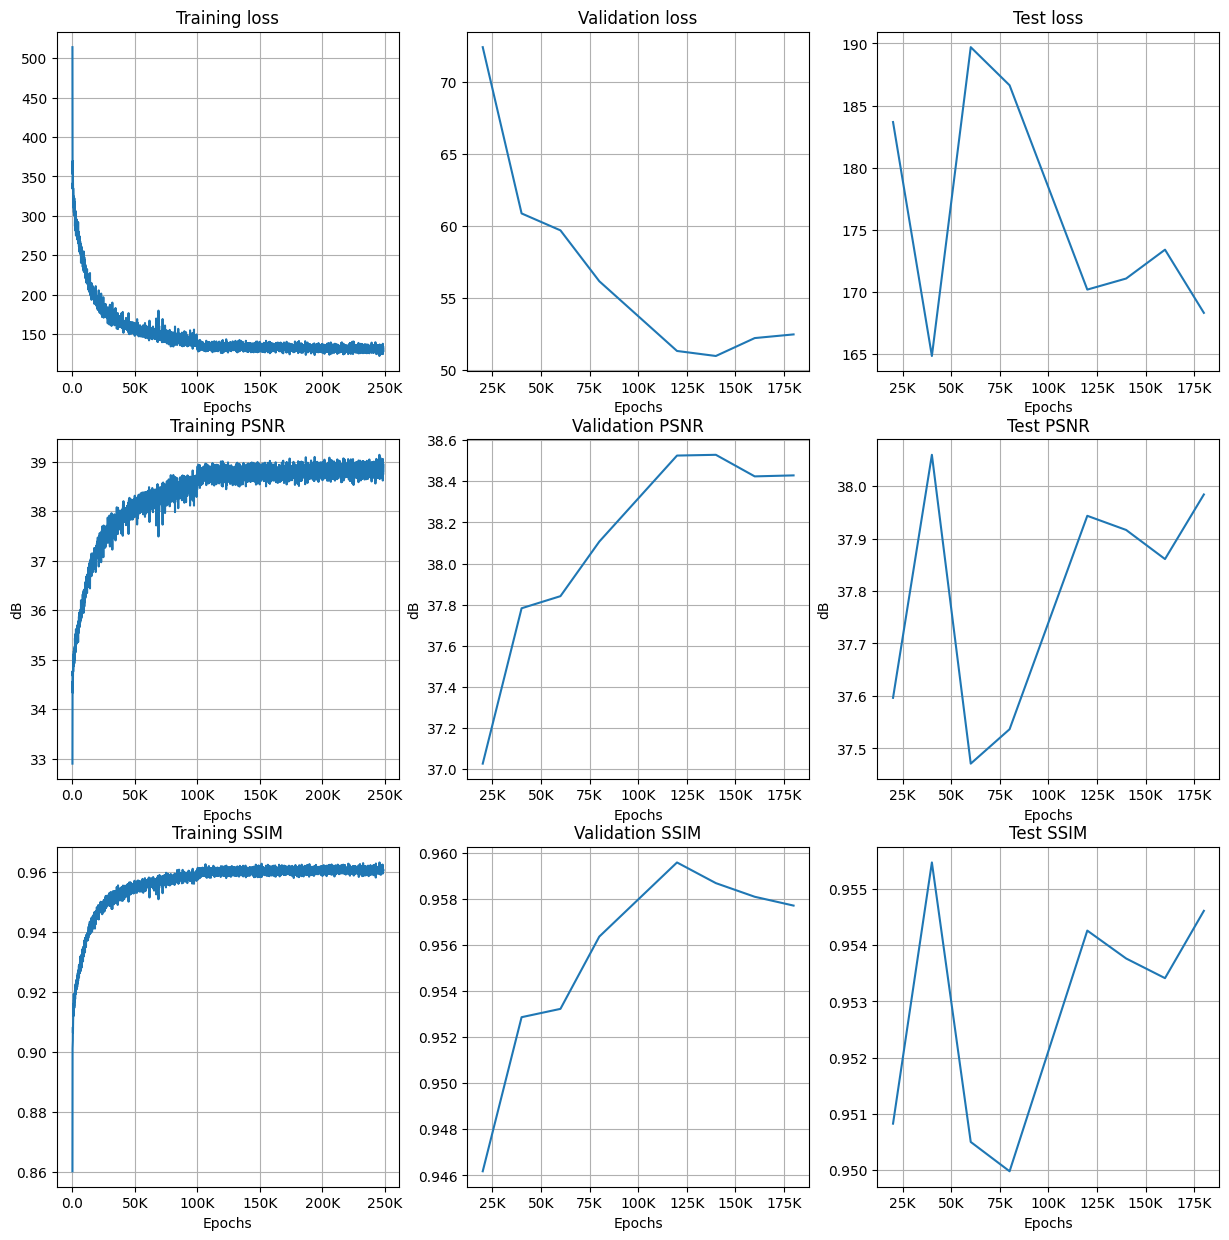 Training loss
500
450
400
350
300
250
200
150
0.0 50K 100K 150K 200K 250K
Epochs
Validation loss
70
65
60
55
50
25K 50K 75K 100K 125K 150K 175K
Epochs
Test loss
190
185
180
175
170
165
25K 50K 75K 100K 125K 150K 175K
Epochs
Training PSNR
dB
39
38
37
36
35
34
33
0.0 50K 100K 150K 200K 250K
Epochs
Validation PSNR
dB
38.6
38.4
38.2
38.0
37.8
37.6
37.4
37.2
37.0
25K 50K 75K 100K 125K 150K 175K
Epochs
Test PSNR
dB
38.0
37.9
37.8
37.7
37.6
37.5
25K 50K 75K 100K 125K 150K 175K
Epochs
Training SSIM
0.96
0.94
0.92
0.90
0.88
0.86
0.0 50K 100K 150K 200K 250K
Epochs
Validation SSIM
0.960
0.958
0.956
0.954
0.952
0.950
0.948
0.946
25K 50K 75K 100K 125K 150K 175K
Epochs
Test SSIM
0.955
0.954
0.953
0.952
0.951
0.950
25K 50K 75K 100K 125K 150K 175K
Epochs